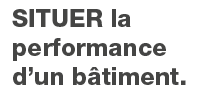 SITUER la
performance
d'un bâtiment.